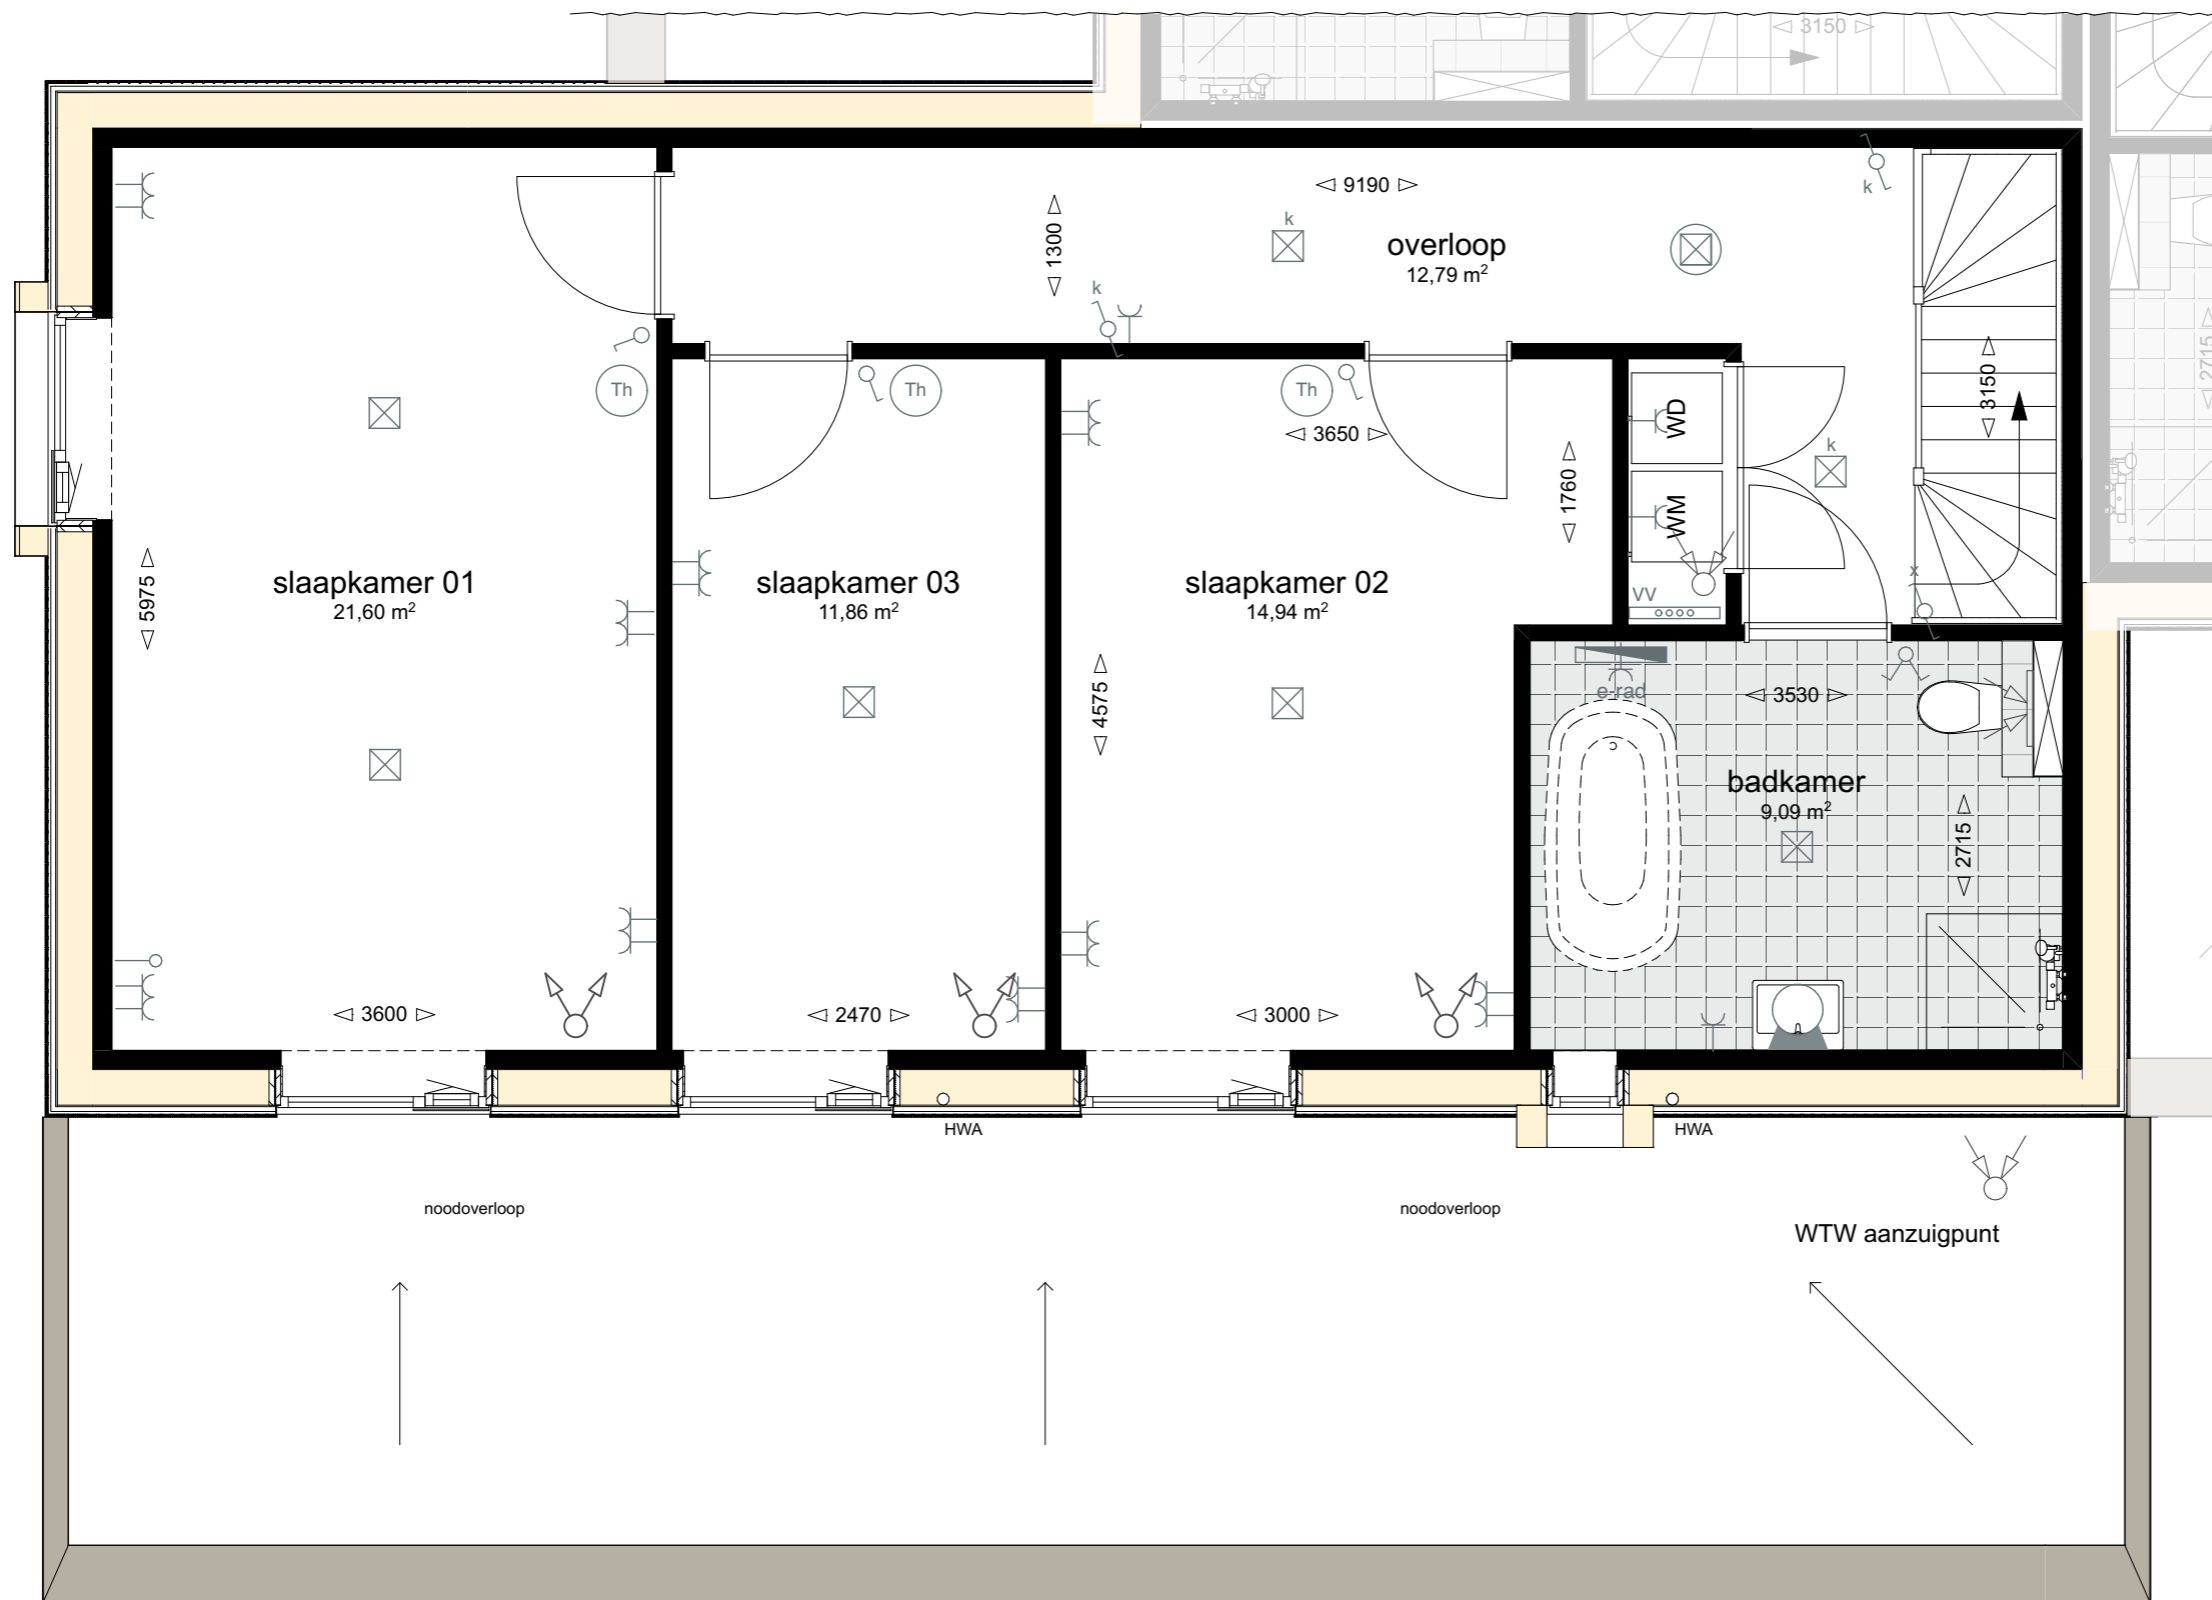 3150
9190
k
k
1300
k
overloop
12,79 m²
k
Th
Th
Th
3650
WD
3150
k
1760
WM
5975
slaapkamer 01
21,60 m²
slaapkamer 03
11,86 m²
slaapkamer 02
14,94 m²
VV
x
2715
4575
e-rad
3530
badkamer
9,09 m²
2715
3600
2470
3000
HWA
HWA
noodoverloop
noodoverloop
WTW aanzuigpunt